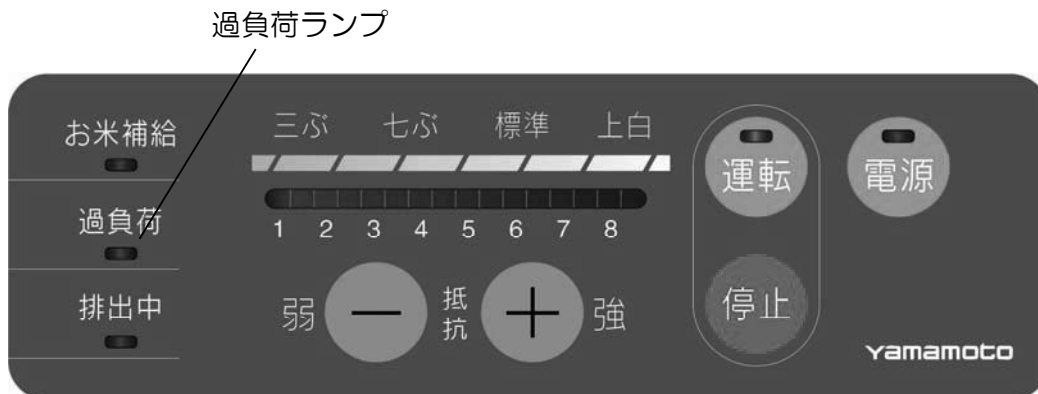 過負荷ランプ
お米補給
過負荷
排出中
三ぶ 七ぶ 標準 上白
1 2 3 4 5 6 7 8
弱 － 抵抗 ＋ 強
運転
停止
電源
Yamamoto